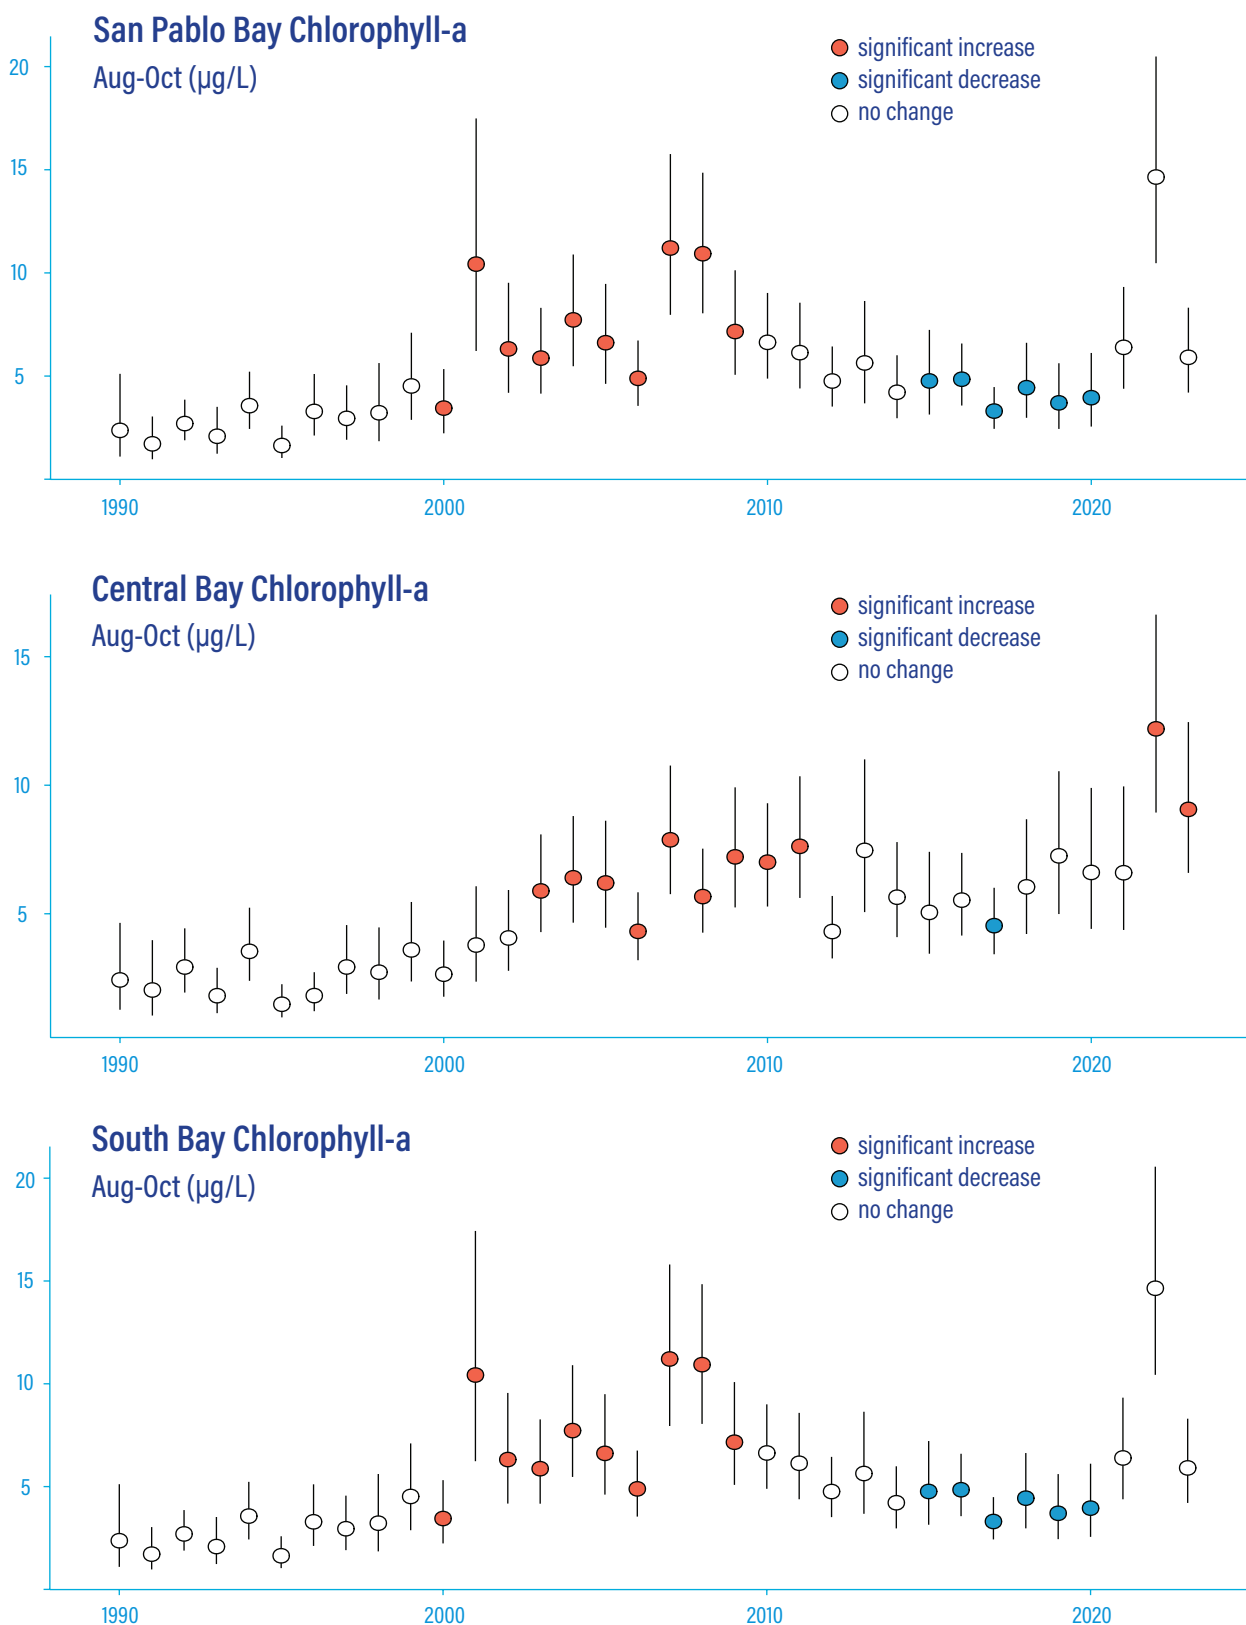 San Pablo Bay Chlorophyll-a
Aug-Oct (µg/L)
significant increase
significant decrease
no change
20
15
10
5
1990 2000 2010 2020
Central Bay Chlorophyll-a
Aug-Oct (µg/L)
significant increase
significant decrease
no change
15
10
5
1990 2000 2010 2020
South Bay Chlorophyll-a
Aug-Oct (µg/L)
significant increase
significant decrease
no change
20
15
10
5
1990 2000 2010 2020